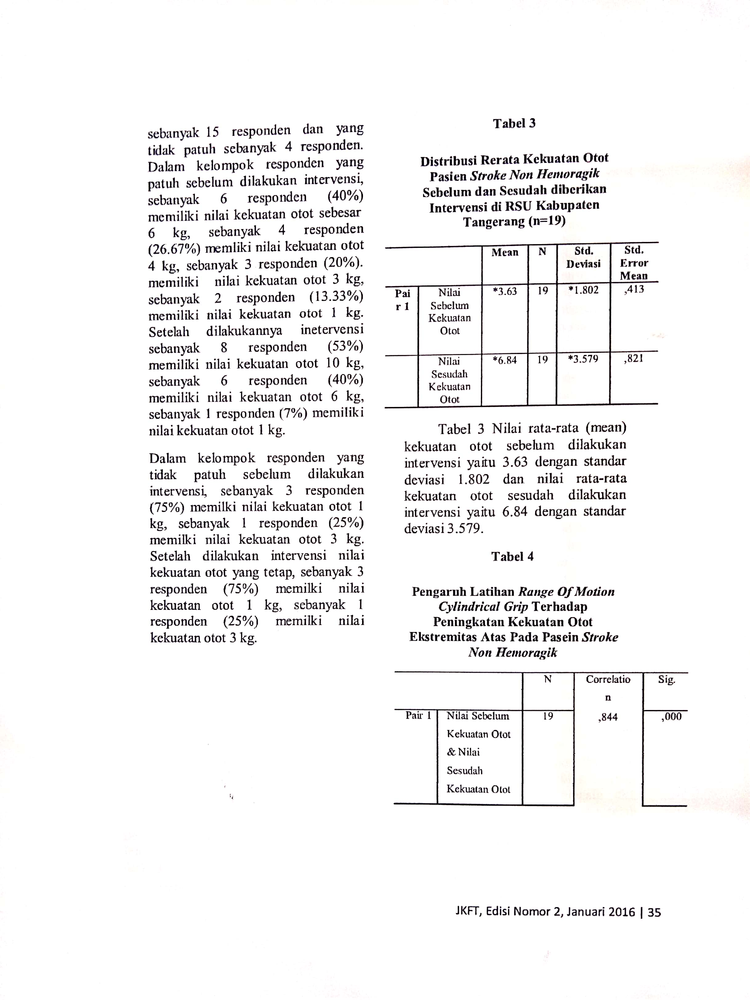 sebanyak 15 responden dan yang
tidak patuh sebanyak 4 responden.
Dalam kelompok responden yang
patuh sebelum dilakukan intervensi,
sebanyak 6 responden (40%)
memiliki nilai kekuatan otot sebesar
6 kg, sebanyak 4 responden
(26.67%) memliki nilai kekuatan otot
4 kg, sebanyak 3 responden (20%).
memiliki nilai kekuatan otot 3 kg,
sebanyak 2 responden (13.33%)
memiliki nilai kekuatan otot 1 kg.
Setelah dilakukannya inetervensi
sebanyak 8 responden (53%)
memiliki nilai kekuatan otot 10 kg,
sebanyak 6 responden (40%)
memiliki nilai kekuatan otot 6 kg,
sebanyak 1 responden (7%) memiliki
nilai kekuatan otot 1 kg.
Dalam kelompok responden yang
tidak patuh sebelum dilakukan
intervensi, sebanyak 3 responden
(75%) memilki nilai kekuatan otot 1
kg, sebanyak 1 responden (25%)
memilki nilai kekuatan otot 3 kg.
Setelah dilakukan intervensi nilai
kekuatan otot yang tetap, sebanyak 3
responden (75%) memilki nilai
kekuatan otot 1 kg, sebanyak 1
responden (25%) memilki nilai
kekuatan otot 3 kg.
Tabel 3
Distribusi Rerata Kekuatan Otot
Pasien Stroke Non Hemoragik
Sebelum dan Sesudah diberikan
Intervensi di RSU Kabupaten
Tangerang (n=19)
Mean N Std. Std.
Deviasi Error
Mean
Pai Nilai *3.63 19 *1.802 ,413
r 1 Sebelum
Kekuatan
Otot
Nilai *6.84 19 *3.579 ,821
Sesudah
Kekuatan
Otot
Tabel 3 Nilai rata-rata (mean)
kekuatan otot sebelum dilakukan
intervensi yaitu 3.63 dengan standar
deviasi 1.802 dan nilai rata-rata
kekuatan otot sesudah dilakukan
intervensi yaitu 6.84 dengan standar
deviasi 3.579.
Tabel 4
Pengaruh Latihan Range Of Motion
Cylindrical Grip Terhadap
Peningkatan Kekuatan Otot
Ekstremitas Atas Pada Pasein Stroke
Non Hemoragik
N Correlatio Sig.
n
Pair 1 Nilai Sebelum 19 ,844 ,000
Kekuatan Otot
& Nilai
Sesudah
Kekuatan Otot
JKFT, Edisi Nomor 2, Januari 2016 | 35